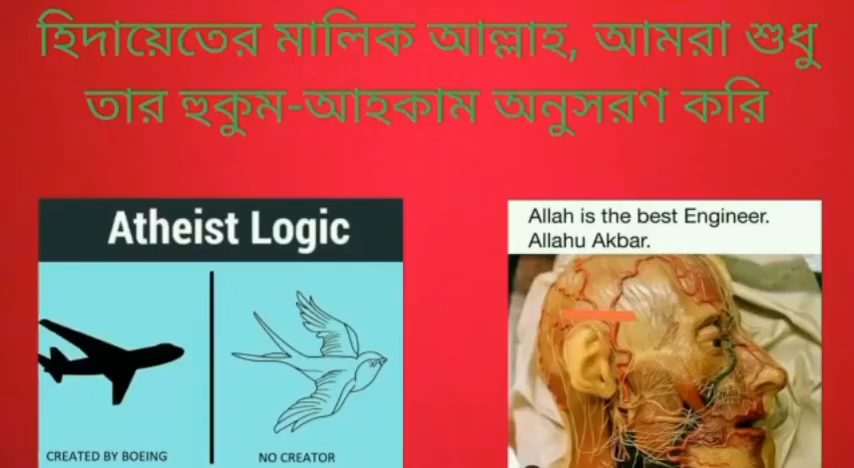 হিদায়েতের মালিক আল্লাহ, আমরা শুধু
তার হুকুম-আহকাম অনুসরণ করি
Atheist Logic
CREATED BY BOEING
NO CREATOR
Allah is the best Engineer.
Allahu Akbar.